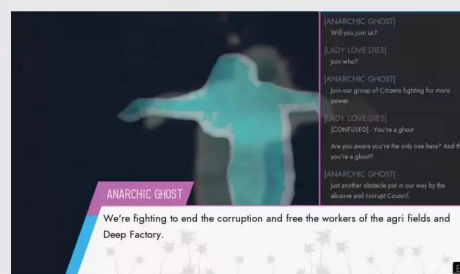 [ANARCHIC GHOST]
Will you join us?
[LADY LOVE DIES]
Join who?
[ANARCHIC GHOST]
Join our group of Citizens fighting for more
power.
[LADY LOVE DIES]
[CONFUSED] - You're a ghost
Are you aware you're the only one here? And th
you're a ghost?
[ANARCHIC GHOST]
Just another obstacle put in our way by the
abusive and corrupt Council.
ANARCHIC GHOST
We're fighting to end the corruption and free the workers of the agri fields and
Deep Factory.